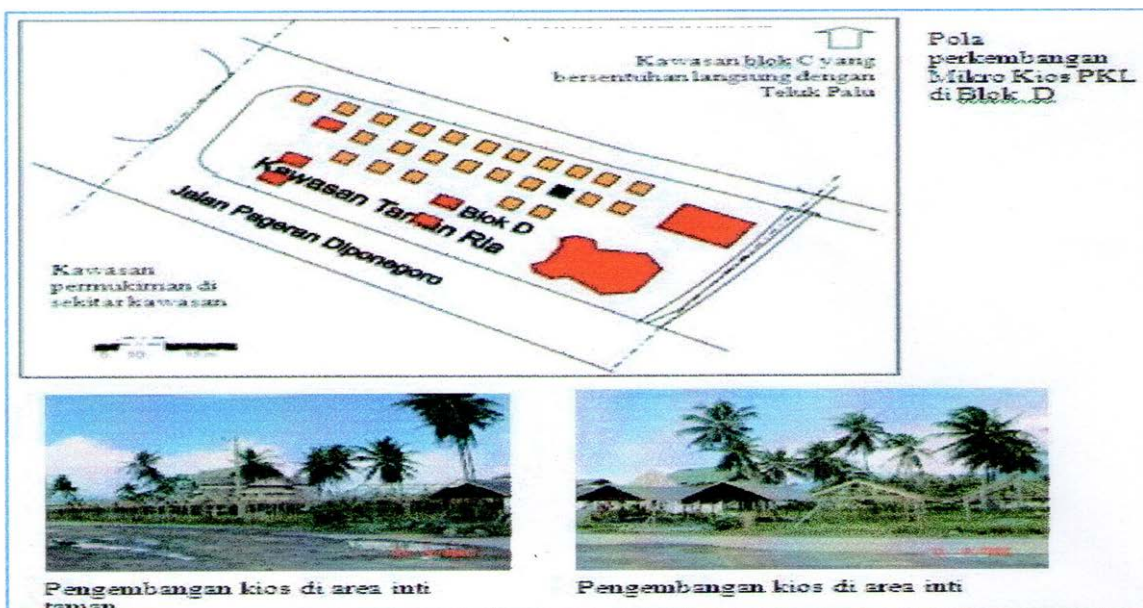 Kawasan blok C yang
bersentuhan langsung dengan
Teluk Palu
Pola
perkembangan
Mikro Kios PKL
di Blok D
Kawasan Taman Ria
Blok D
Jalan Pageran Diponegoro
Kawasan
permukiman di
sekitar kawasan
Pengembangan kios di area inti
taman
Pengembangan kios di area inti